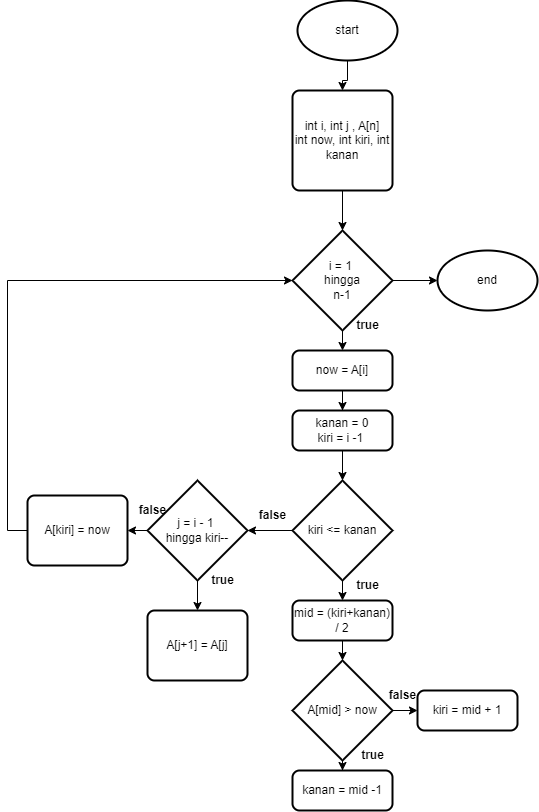 start
int i, int j , A[n]
int now, int kiri, int
kanan
i = 1
hingga
n-1
end
true
now = A[i]
kanan = 0
kiri = i -1
kiri <= kanan
false
j = i - 1
hingga kiri--
false
A[kiri] = now
true
A[j+1] = A[j]
true
mid = (kiri+kanan)
/ 2
A[mid] > now
false
kiri = mid + 1
true
kanan = mid -1